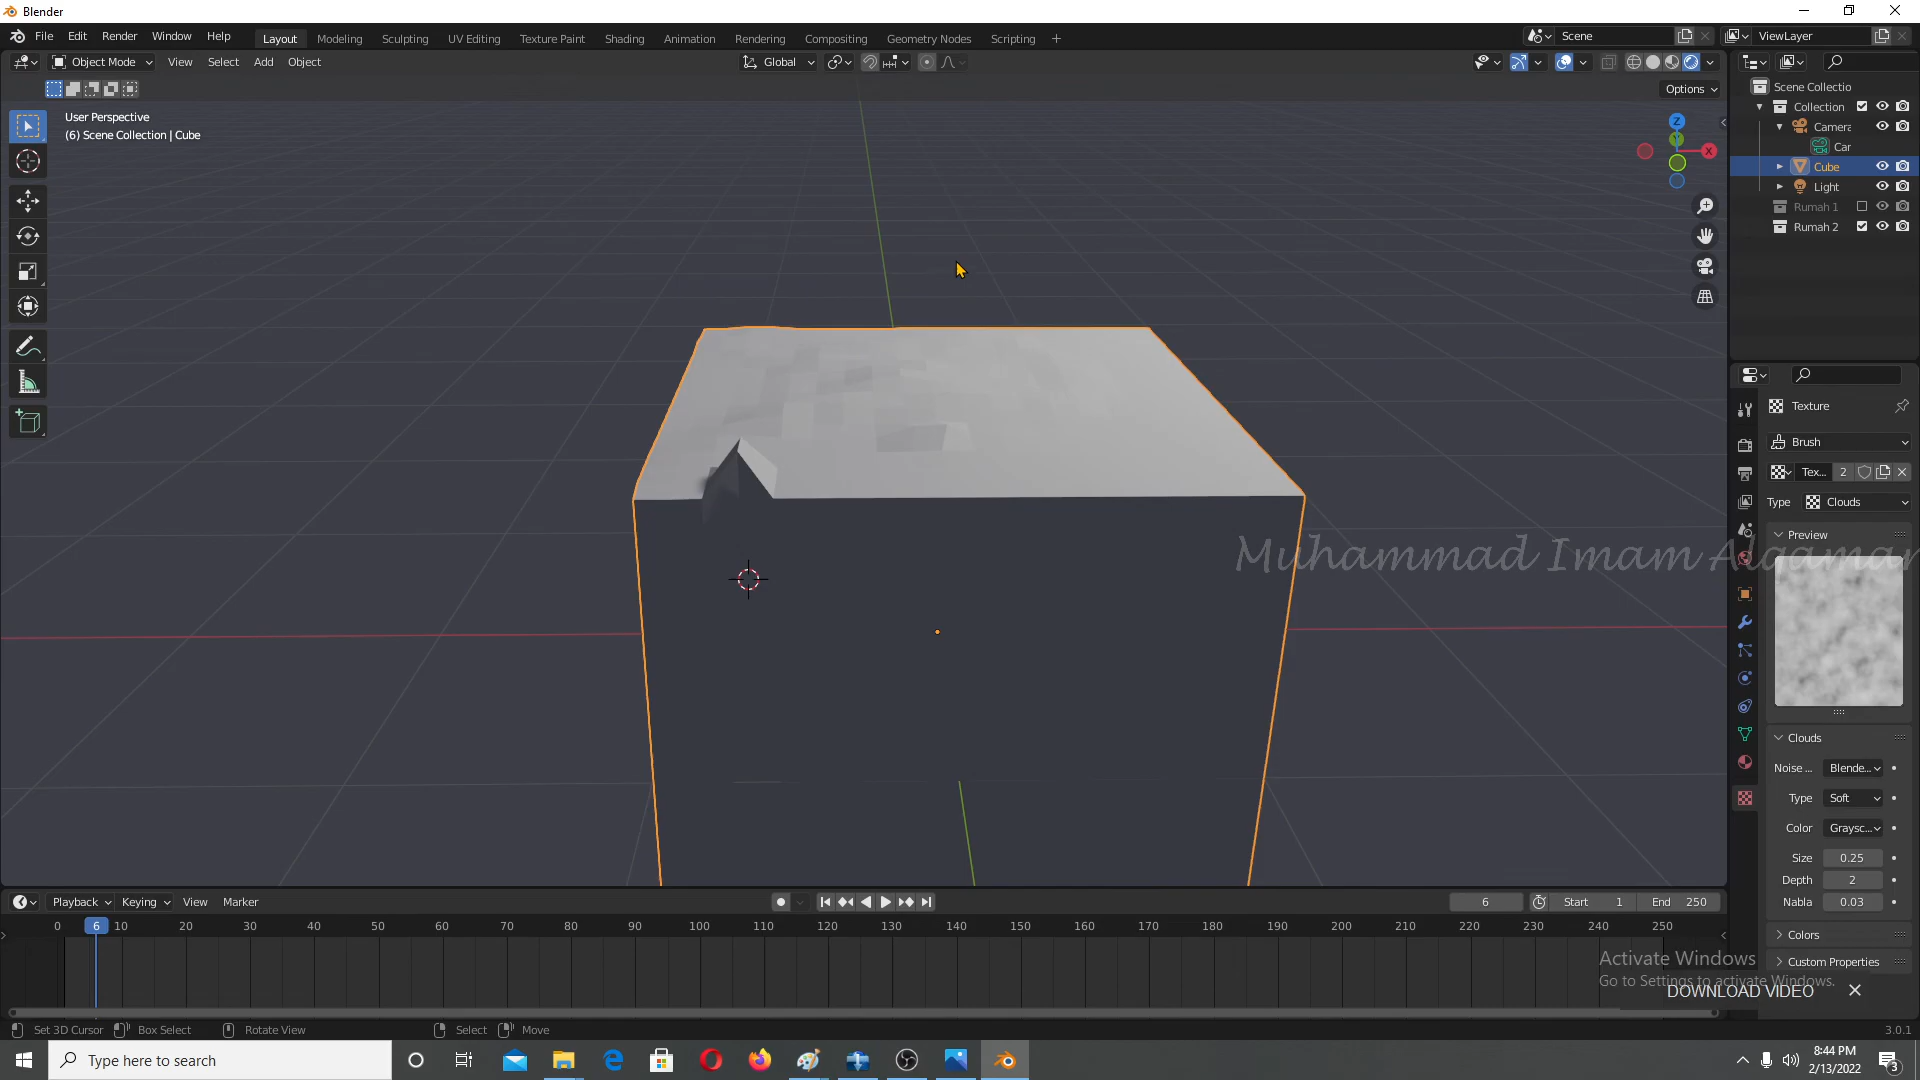 Blender
File Edit Render Window Help
Layout Modeling Sculpting UV Editing Texture Paint Shading Animation Rendering Compositing Geometry Nodes Scripting +
Scene
ViewLayer
Object Mode View Select Add Object
Global
Options
User Perspective
(6) Scene Collection | Cube
Z
Y
X
Scene Collectio
Collection
Camera
Car
Cube
Light
Rumah 1
Rumah 2
Texture
Brush
Tex... 2
Type Clouds
Preview
Muhammad Imam Alqamar
Clouds
Noise ... Blende...
Type Soft
Color Graysc...
Size 0.25
Depth 2
Nabla 0.03
Colors
Custom Properties
Playback Keying View Marker
6 Start 1 End 250
0 6 10 20 30 40 50 60 70 80 90 100 110 120 130 140 150 160 170 180 190 200 210 220 230 240 250
Activate Windows
Go to Settings to activate Windows.
DOWNLOAD VIDEO
Set 3D Cursor Box Select Rotate View Select Move
3.0.1
Type here to search
8:44 PM
2/13/2022
3